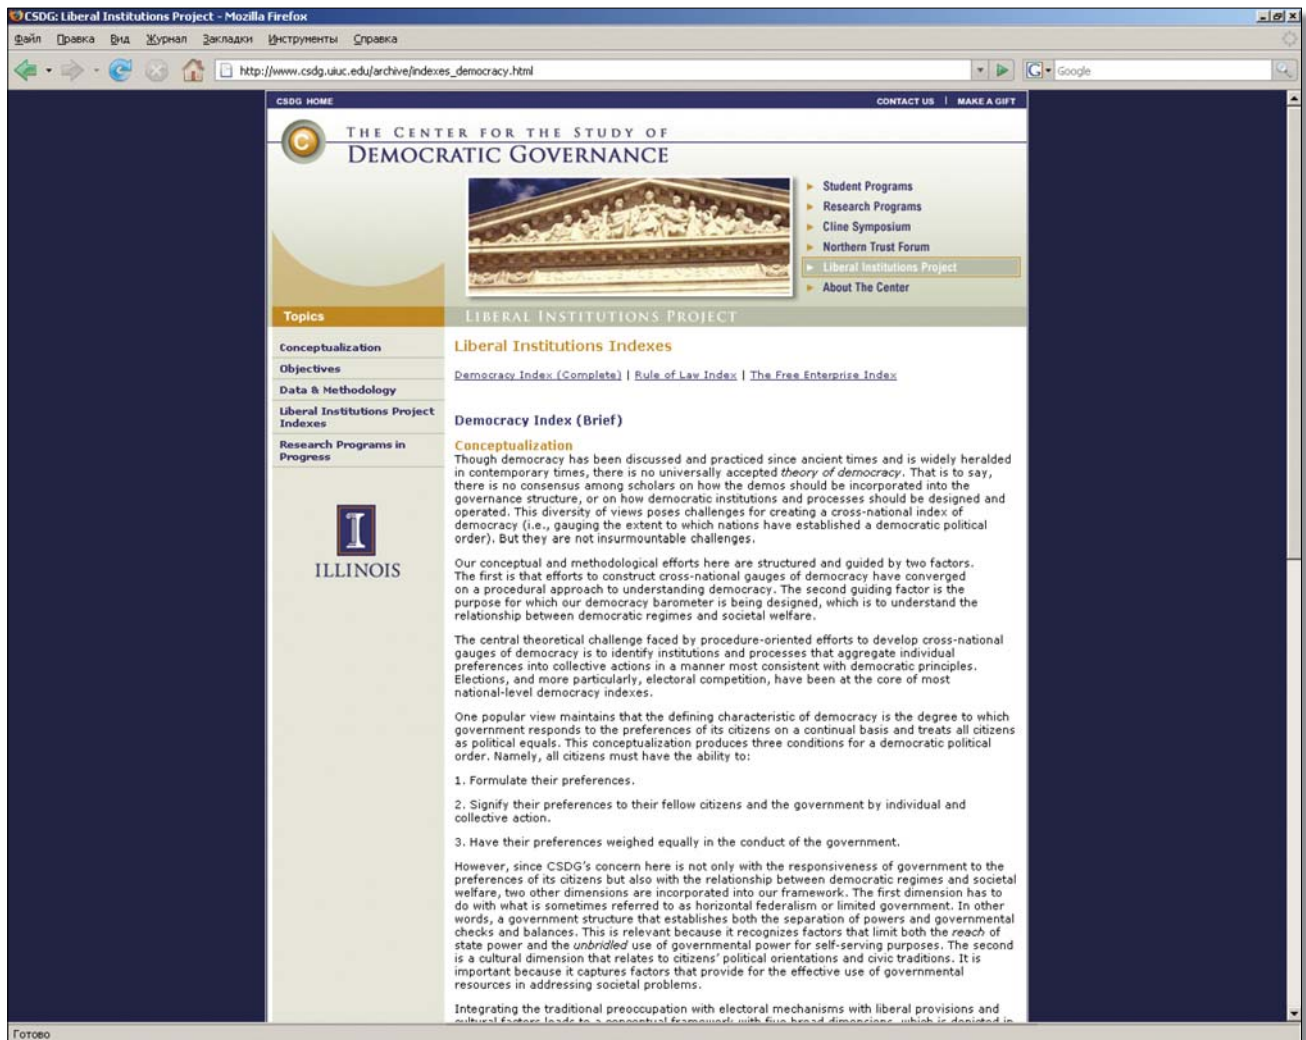 CSDG: Liberal Institutions Project - Mozilla Firefox
Файл Правка Вид Журнал Закладки Инструменты Справка
http://www.csdg.uiuc.edu/archive/indexes_democracy.html
G Google
CSDG HOME
CONTACT US | MAKE A GIFT
C
THE CENTER FOR THE STUDY OF
DEMOCRATIC GOVERNANCE
Student Programs
Research Programs
Cline Symposium
Northern Trust Forum
Liberal Institutions Project
About The Center
Topics
LIBERAL INSTITUTIONS PROJECT
Conceptualization
Objectives
Data & Methodology
Liberal Institutions Project
Indexes
Research Programs in
Progress
I
ILLINOIS
Liberal Institutions Indexes
Democracy Index (Complete) | Rule of Law Index | The Free Enterprise Index
Democracy Index (Brief)
Conceptualization
Though democracy has been discussed and practiced since ancient times and is widely heralded
in contemporary times, there is no universally accepted theory of democracy. That is to say,
there is no consensus among scholars on how the demos should be incorporated into the
governance structure, or on how democratic institutions and processes should be designed and
operated. This diversity of views poses challenges for creating a cross-national index of
democracy (i.e., gauging the extent to which nations have established a democratic political
order). But they are not insurmountable challenges.
Our conceptual and methodological efforts here are structured and guided by two factors.
The first is that efforts to construct cross-national gauges of democracy have converged
on a procedural approach to understanding democracy. The second guiding factor is the
purpose for which our democracy barometer is being designed, which is to understand the
relationship between democratic regimes and societal welfare.
The central theoretical challenge faced by procedure-oriented efforts to develop cross-national
gauges of democracy is to identify institutions and processes that aggregate individual
preferences into collective actions in a manner most consistent with democratic principles.
Elections, and more particularly, electoral competition, have been at the core of most
national-level democracy indexes.
One popular view maintains that the defining characteristic of democracy is the degree to which
government responds to the preferences of its citizens on a continual basis and treats all citizens
as political equals. This conceptualization produces three conditions for a democratic political
order. Namely, all citizens must have the ability to:
1. Formulate their preferences.
2. Signify their preferences to their fellow citizens and the government by individual and
collective action.
3. Have their preferences weighed equally in the conduct of the government.
However, since CSDG's concern here is not only with the responsiveness of government to the
preferences of its citizens but also with the relationship between democratic regimes and societal
welfare, two other dimensions are incorporated into our framework. The first dimension has to
do with what is sometimes referred to as horizontal federalism or limited government. In other
words, a government structure that establishes both the separation of powers and governmental
checks and balances. This is relevant because it recognizes factors that limit both the reach of
state power and the unbridled use of governmental power for self-serving purposes. The second
is a cultural dimension that relates to citizens' political orientations and civic traditions. It is
important because it captures factors that provide for the effective use of governmental
resources in addressing societal problems.
Integrating the traditional preoccupation with electoral mechanisms with liberal provisions and
cultural factors leads to a conceptual framework with five broad dimensions, which is depicted in
Готово